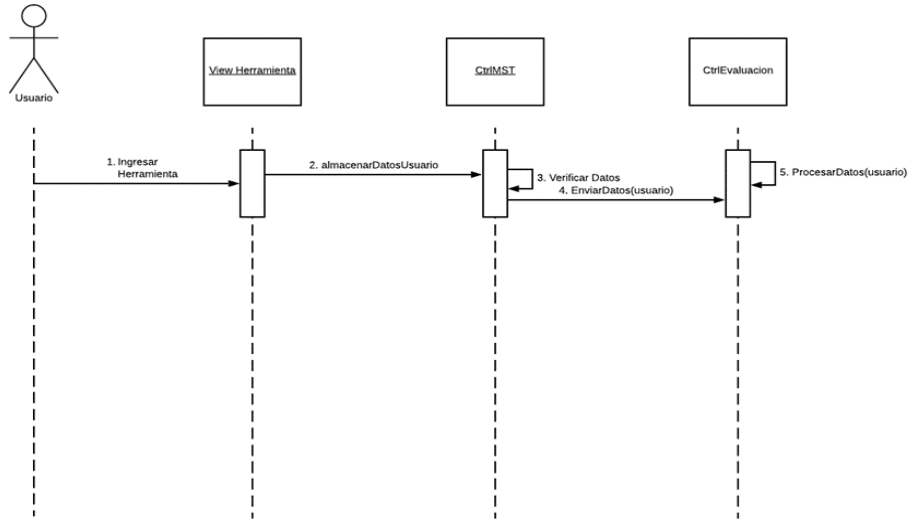 Usuario
View Herramienta
CtrlMST
CtrlEvaluacion
1. Ingresar
Herramienta
2. almacenarDatosUsuario
3. Verificar Datos
4. EnviarDatos(usuario)
5. ProcesarDatos(usuario)